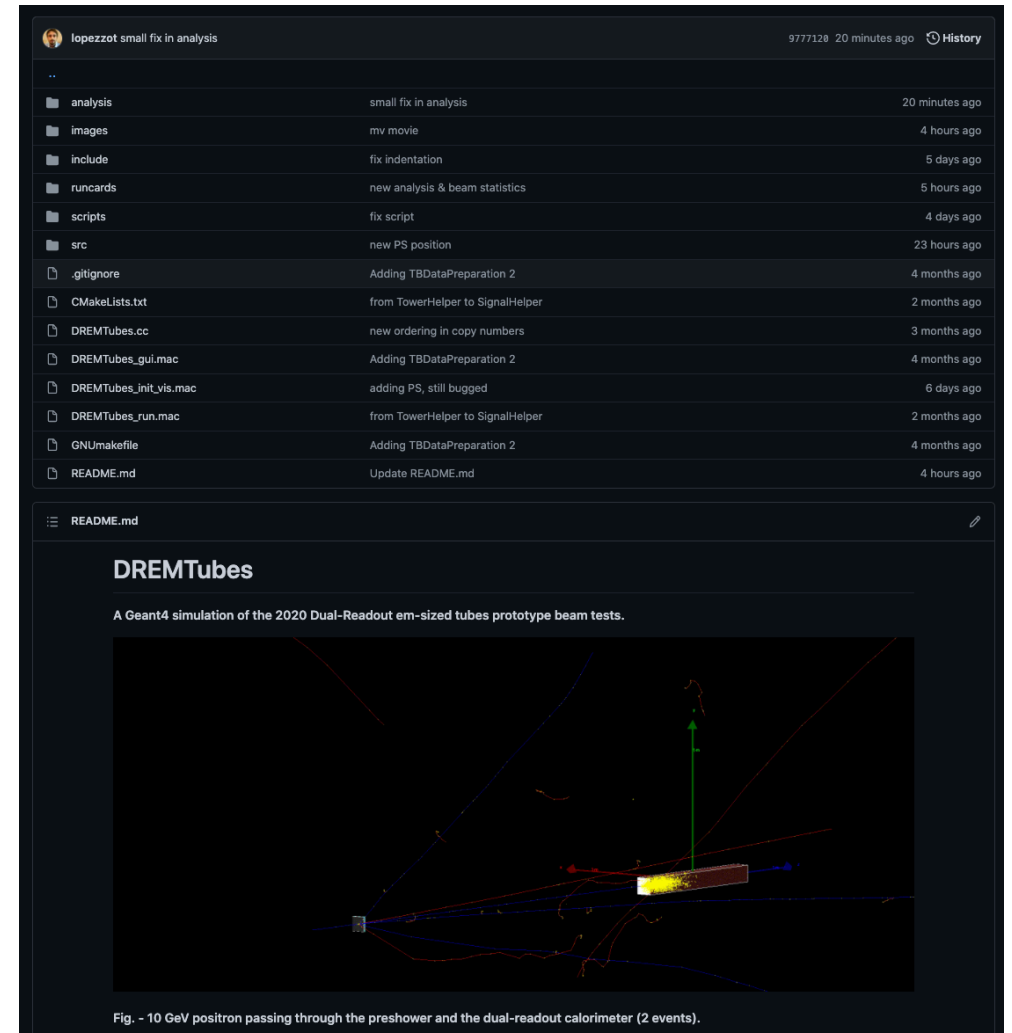 lopezzot small fix in analysis 9777120 20 minutes ago History
..
analysis small fix in analysis 20 minutes ago
images mv movie 4 hours ago
include fix indentation 5 days ago
runcards new analysis & beam statistics 5 hours ago
scripts fix script 4 days ago
src new PS position 23 hours ago
.gitignore Adding TBDataPreparation 2 4 months ago
CMakeLists.txt from TowerHelper to SignalHelper 2 months ago
DREMTubes.cc new ordering in copy numbers 3 months ago
DREMTubes_gui.mac Adding TBDataPreparation 2 4 months ago
DREMTubes_init_vis.mac adding PS, still bugged 6 days ago
DREMTubes_run.mac from TowerHelper to SignalHelper 2 months ago
GNUmakefile Adding TBDataPreparation 2 4 months ago
README.md Update README.md 4 hours ago
README.md
DREMTubes
A Geant4 simulation of the 2020 Dual-Readout em-sized tubes prototype beam tests.
Fig. - 10 GeV positron passing through the preshower and the dual-readout calorimeter (2 events).